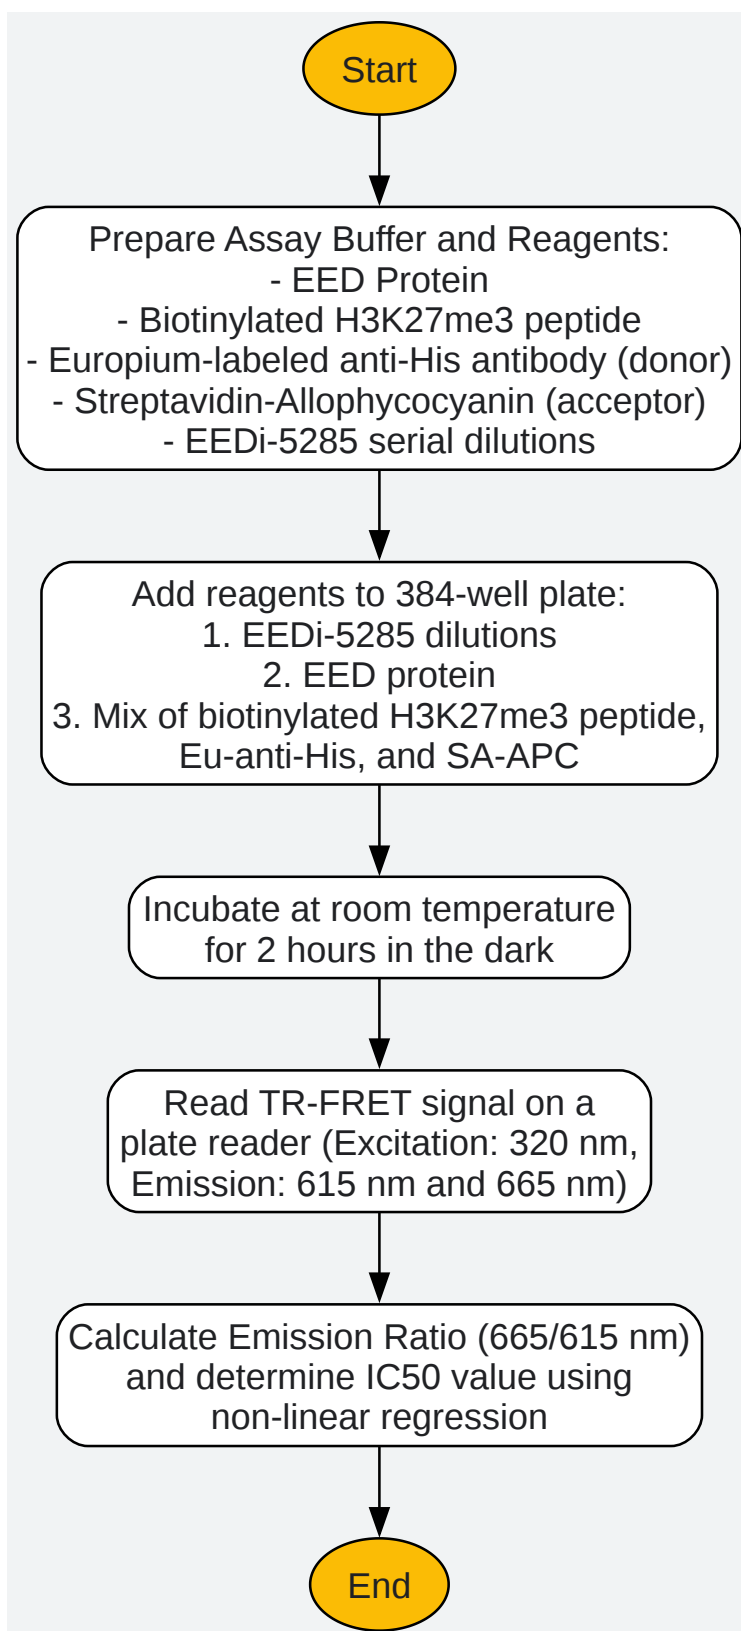 Start
Prepare Assay Buffer and Reagents:
- EED Protein
- Biotinylated H3K27me3 peptide
- Europium-labeled anti-His antibody (donor)
- Streptavidin-Allophycocyanin (acceptor)
- EEDi-5285 serial dilutions
Add reagents to 384-well plate:
1. EEDi-5285 dilutions
2. EED protein
3. Mix of biotinylated H3K27me3 peptide,
Eu-anti-His, and SA-APC
Incubate at room temperature
for 2 hours in the dark
Read TR-FRET signal on a
plate reader (Excitation: 320 nm,
Emission: 615 nm and 665 nm)
Calculate Emission Ratio (665/615 nm)
and determine IC50 value using
non-linear regression
End